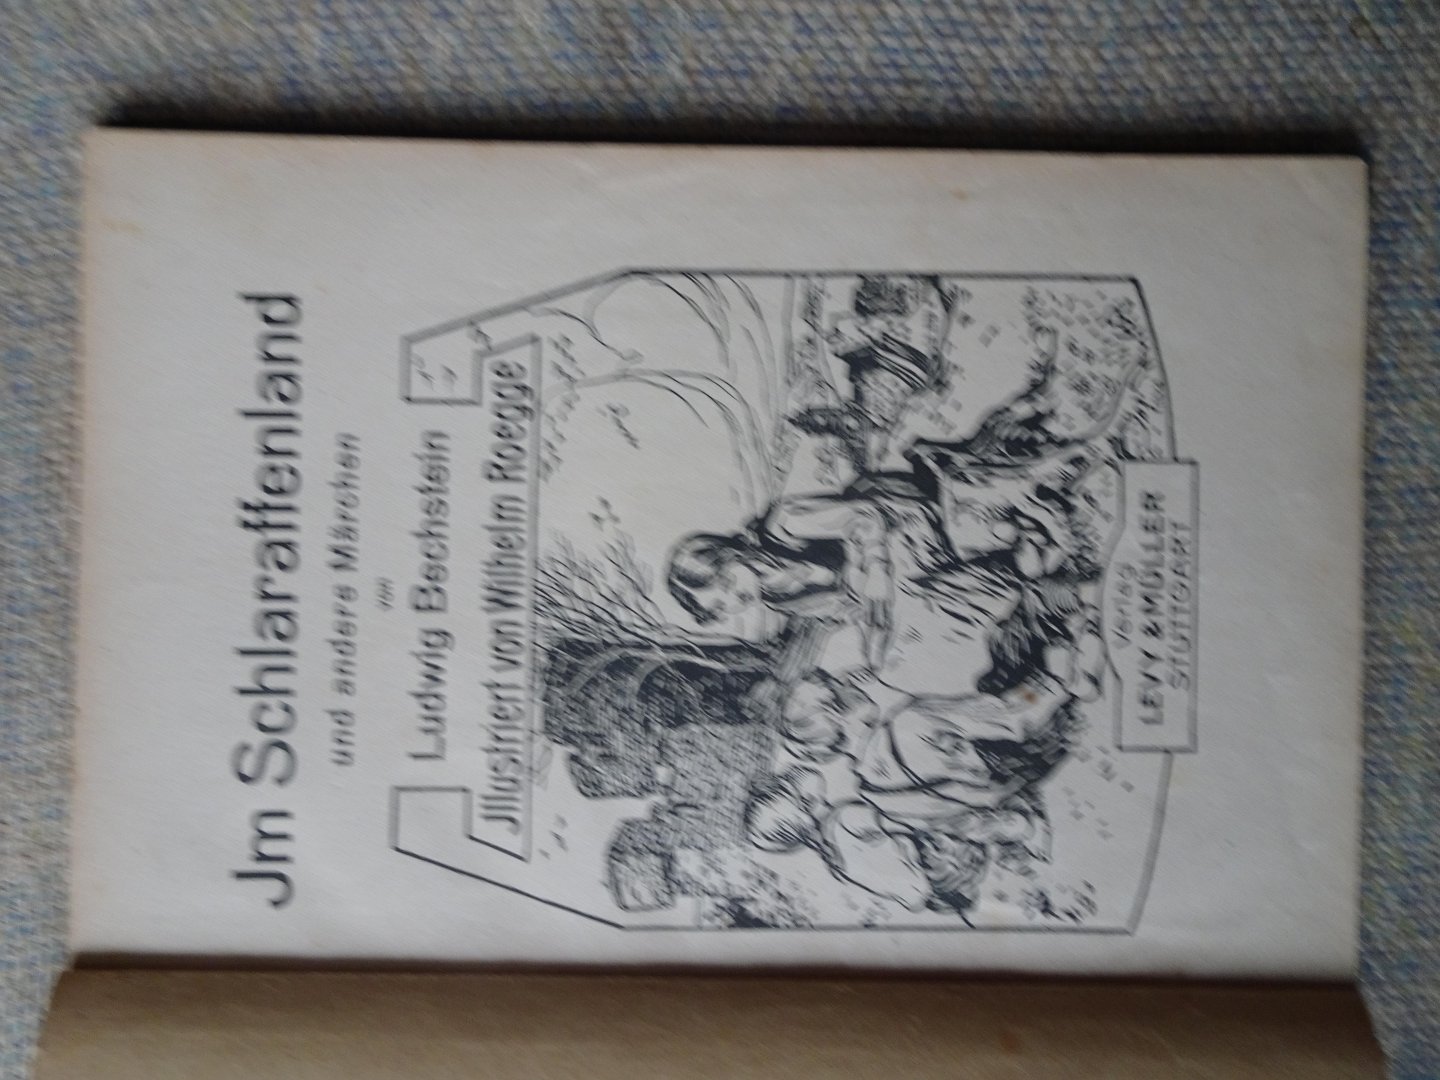 Jm Schlaraffenland
und andere Märchen
von
Ludwig Bechstein
Jllustriert von Wilhelm Roegge
Verlag
LEVY & MÜLLER
STUTTGART